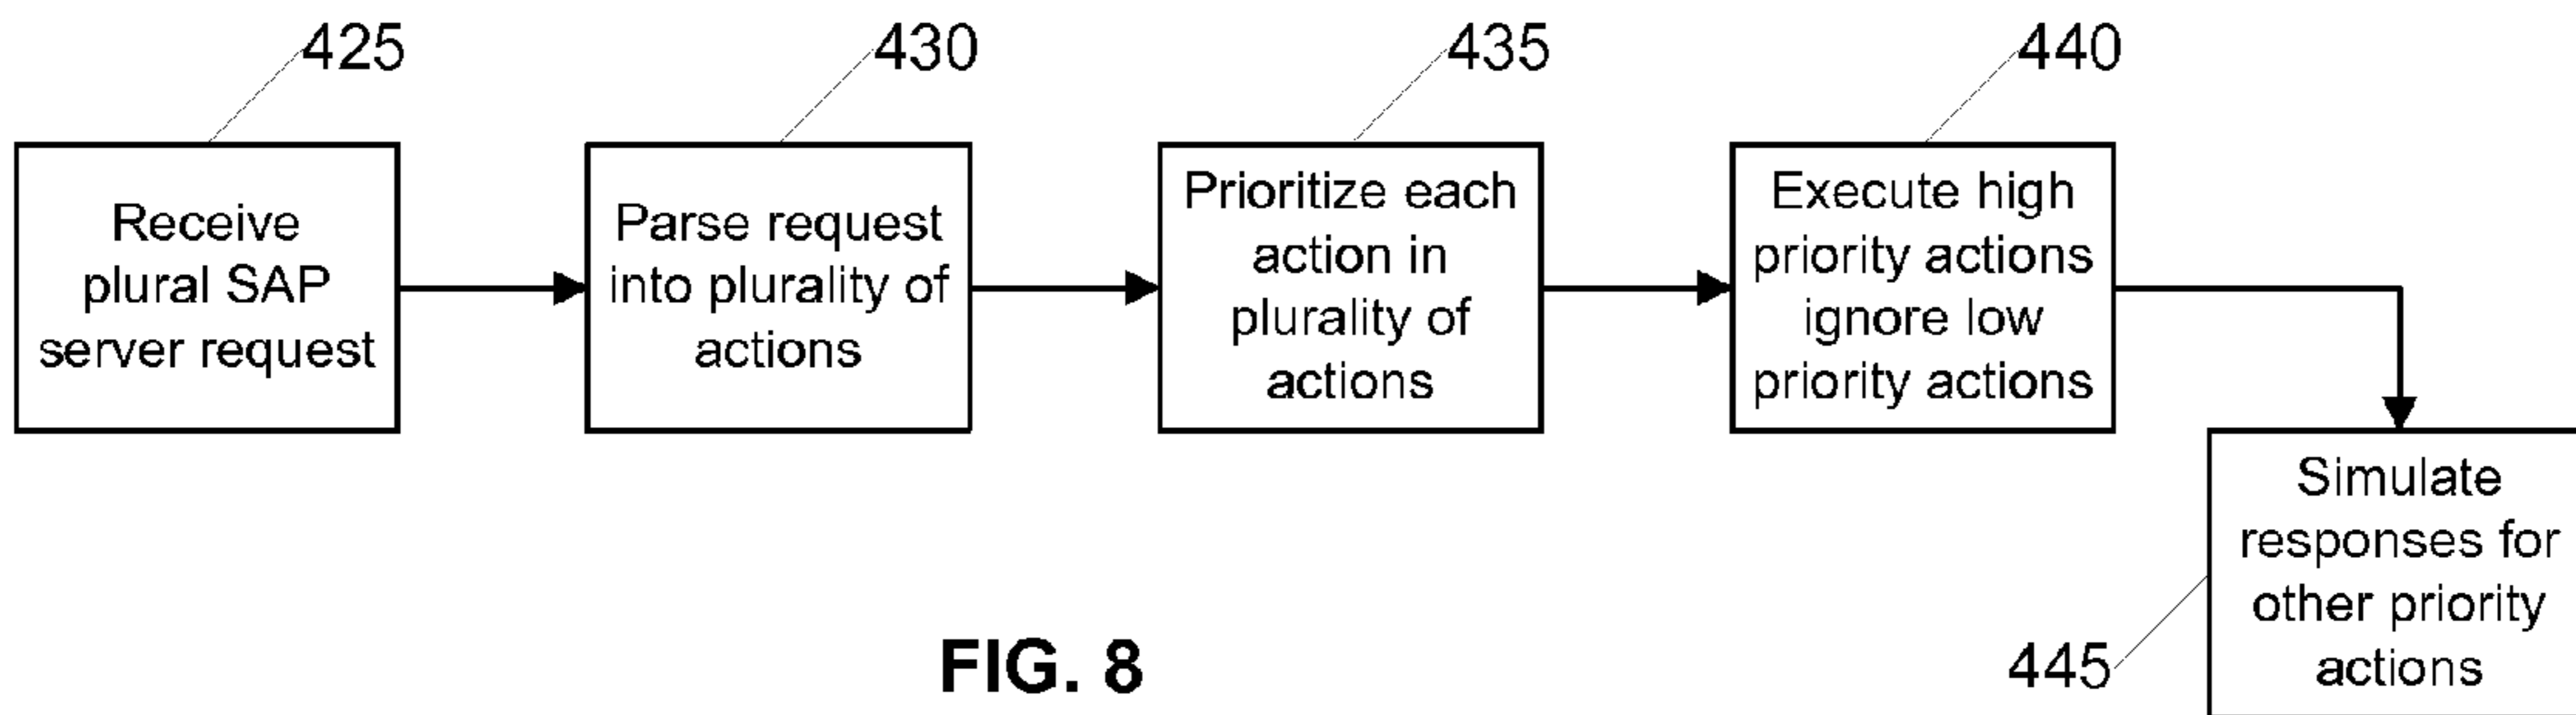 425
430
435
440
Receive
plural SAP
server request
Parse request
into plurality of
actions
Prioritize each
action in
plurality of
actions
Execute high
priority actions
ignore low
priority actions
Simulate
responses for
other priority
actions
445
FIG. 8